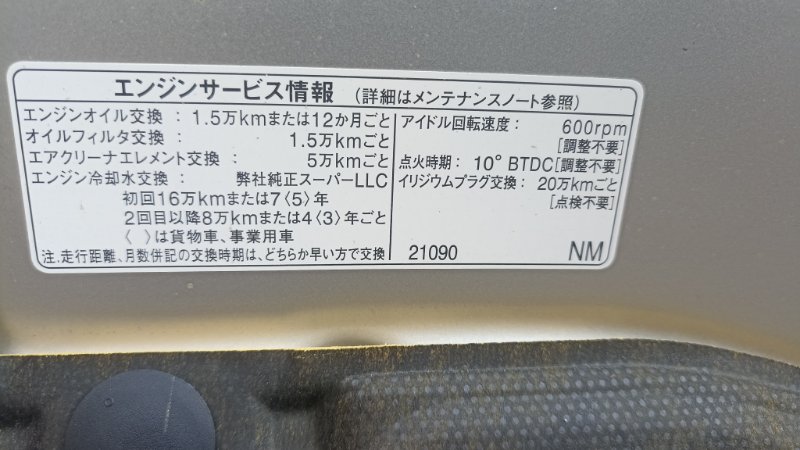 エンジンサービス情報 (詳細はメンテナンスノート参照)
エンジンオイル交換 : 1.5万kmまたは12か月ごと
オイルフィルタ交換 : 1.5万kmごと
エアクリーナエレメント交換 : 5万kmごと
エンジン冷却水交換 : 弊社純正スーパーLLC
初回16万kmまたは7〈5〉年
2回目以降8万kmまたは4〈3〉年ごと
〈 〉は貨物車、事業用車
注.走行距離、月数併記の交換時期は、どちらか早い方で交換
アイドル回転速度 : 600rpm
[調整不要]
点火時期 : 10° BTDC[調整不要]
イリジウムプラグ交換 : 20万kmごと
[点検不要]
21090 NM